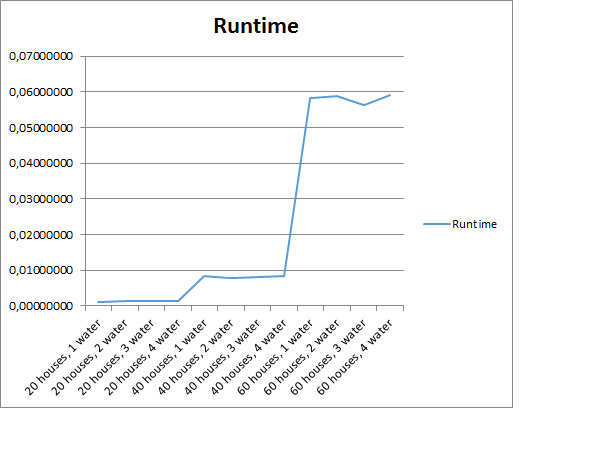 Runtime
0,07000000
0,06000000
0,05000000
0,04000000
0,03000000
0,02000000
0,01000000
0,00000000
Runtime
20 houses, 1 water
20 houses, 2 water
20 houses, 3 water
20 houses, 4 water
40 houses, 1 water
40 houses, 2 water
40 houses, 3 water
40 houses, 4 water
60 houses, 1 water
60 houses, 2 water
60 houses, 3 water
60 houses, 4 water